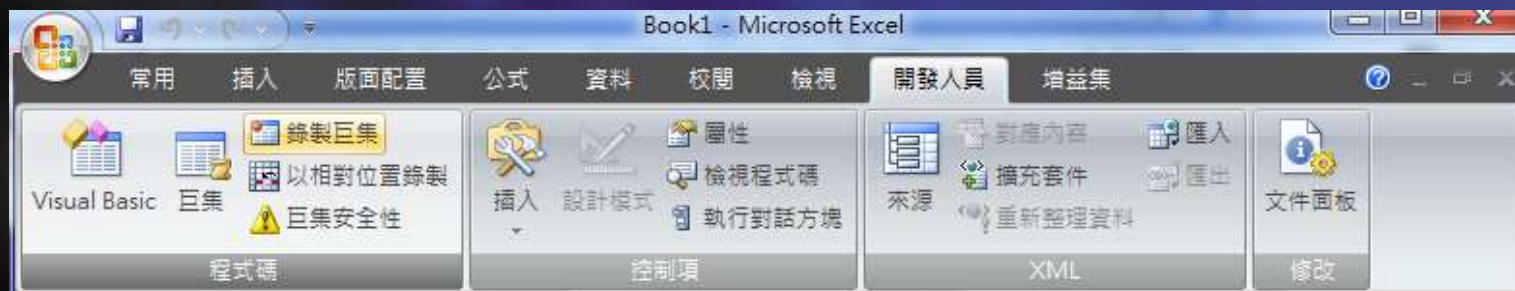 Book1 - Microsoft Excel
常用 插入 版面配置 公式 資料 校閱 檢視 開發人員 增益集
Visual Basic
巨集
錄製巨集
以相對位置錄製
巨集安全性
程式碼
插入
設計模式
屬性
檢視程式碼
執行對話方塊
控制項
來源
對應內容
擴充套件
重新整理資料
匯入
匯出
XML
文件面板
修改